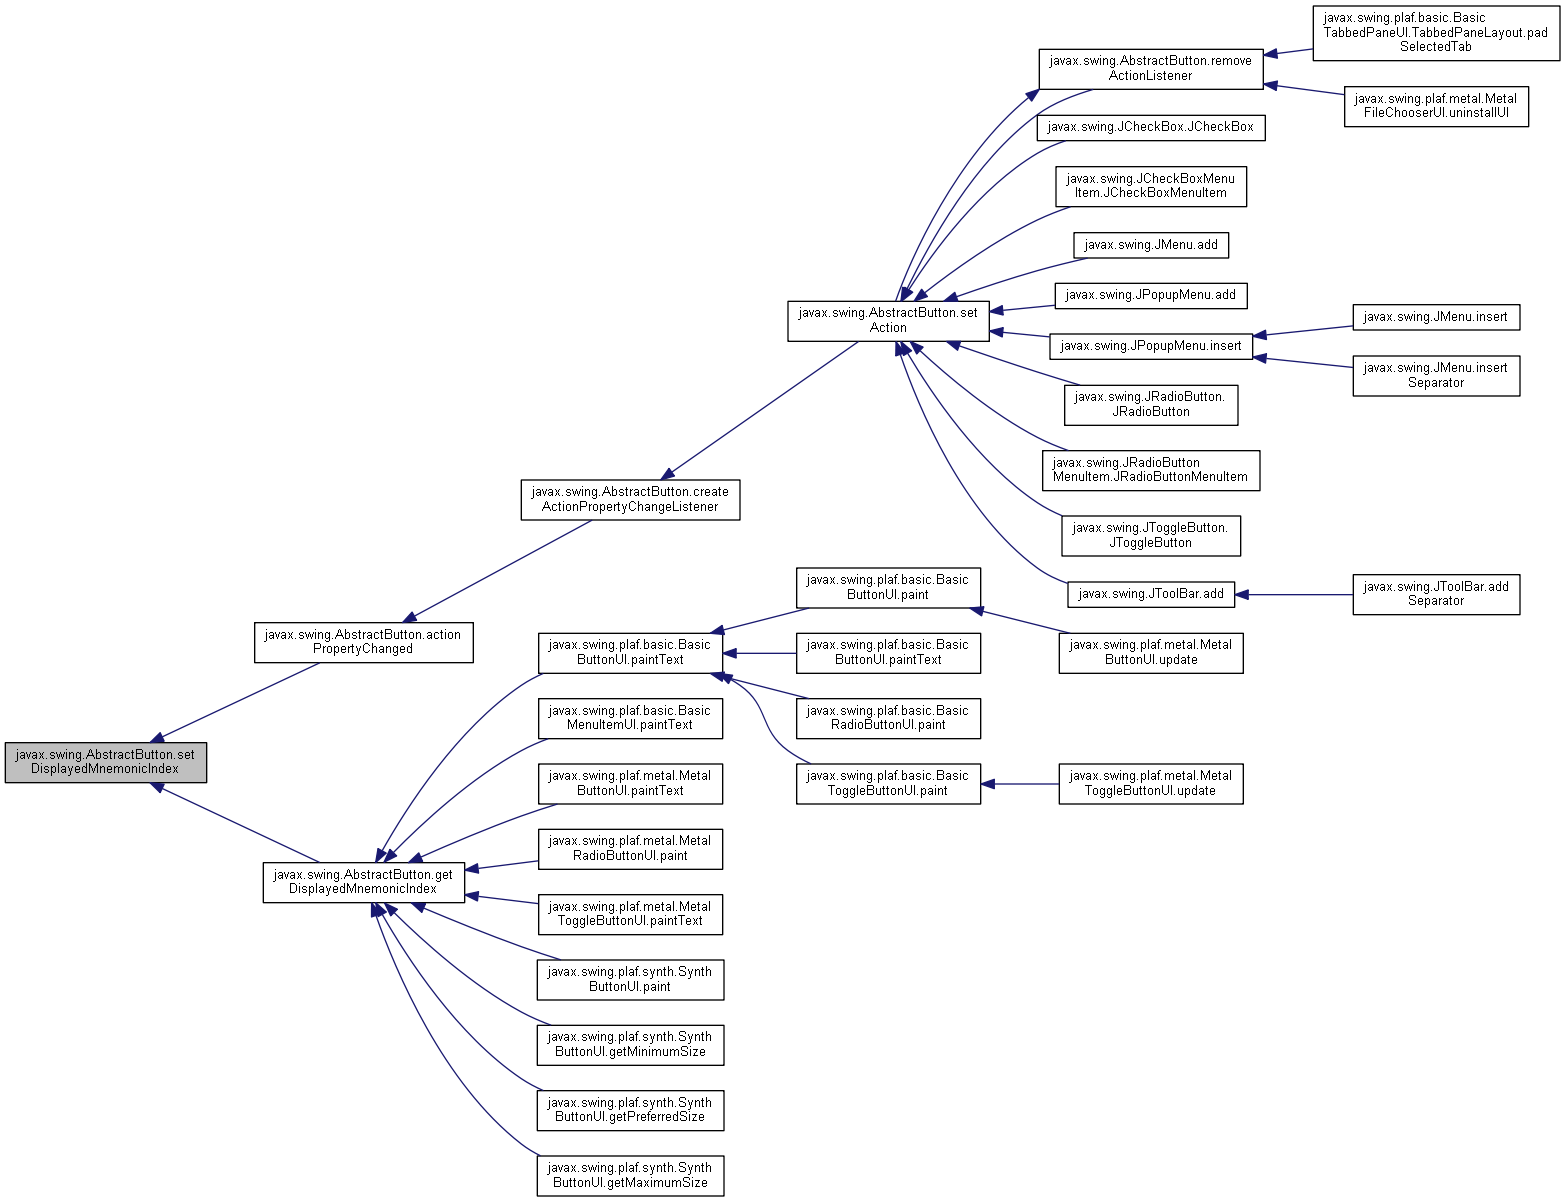 javax.swing.plaf.basic.Basic
TabbedPaneUI.TabbedPaneLayout.pad
SelectedTab
javax.swing.AbstractButton.remove
ActionListener
javax.swing.plaf.metal.Metal
FileChooserUI.uninstallUI
javax.swing.JCheckBox.JCheckBox
javax.swing.JCheckBoxMenu
Item.JCheckBoxMenuItem
javax.swing.JMenu.add
javax.swing.JPopupMenu.add
javax.swing.AbstractButton.set
Action
javax.swing.JPopupMenu.insert
javax.swing.JMenu.insert
javax.swing.JMenu.insert
Separator
javax.swing.JRadioButton.
JRadioButton
javax.swing.JRadioButton
MenuItem.JRadioButtonMenuItem
javax.swing.AbstractButton.create
ActionPropertyChangeListener
javax.swing.JToggleButton.
JToggleButton
javax.swing.JToolBar.add
javax.swing.JToolBar.add
Separator
javax.swing.AbstractButton.action
PropertyChanged
javax.swing.plaf.basic.Basic
ButtonUI.paint
javax.swing.plaf.basic.Basic
ButtonUI.paintText
javax.swing.plaf.basic.Basic
ButtonUI.paintText
javax.swing.plaf.metal.Metal
ButtonUI.update
javax.swing.plaf.basic.Basic
MenuItemUI.paintText
javax.swing.plaf.basic.Basic
RadioButtonUI.paint
javax.swing.AbstractButton.set
DisplayedMnemonicIndex
javax.swing.plaf.metal.Metal
ButtonUI.paintText
javax.swing.plaf.basic.Basic
ToggleButtonUI.paint
javax.swing.plaf.metal.Metal
ToggleButtonUI.update
javax.swing.plaf.metal.Metal
RadioButtonUI.paint
javax.swing.AbstractButton.get
DisplayedMnemonicIndex
javax.swing.plaf.metal.Metal
ToggleButtonUI.paintText
javax.swing.plaf.synth.Synth
ButtonUI.paint
javax.swing.plaf.synth.Synth
ButtonUI.getMinimumSize
javax.swing.plaf.synth.Synth
ButtonUI.getPreferredSize
javax.swing.plaf.synth.Synth
ButtonUI.getMaximumSize